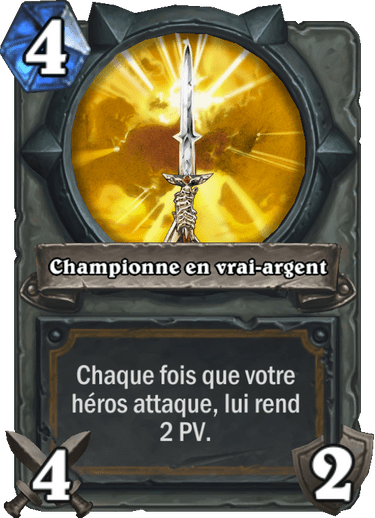 4
Championne en vrai-argent
Chaque fois que votre
héros attaque, lui rend
2 PV.
4
2